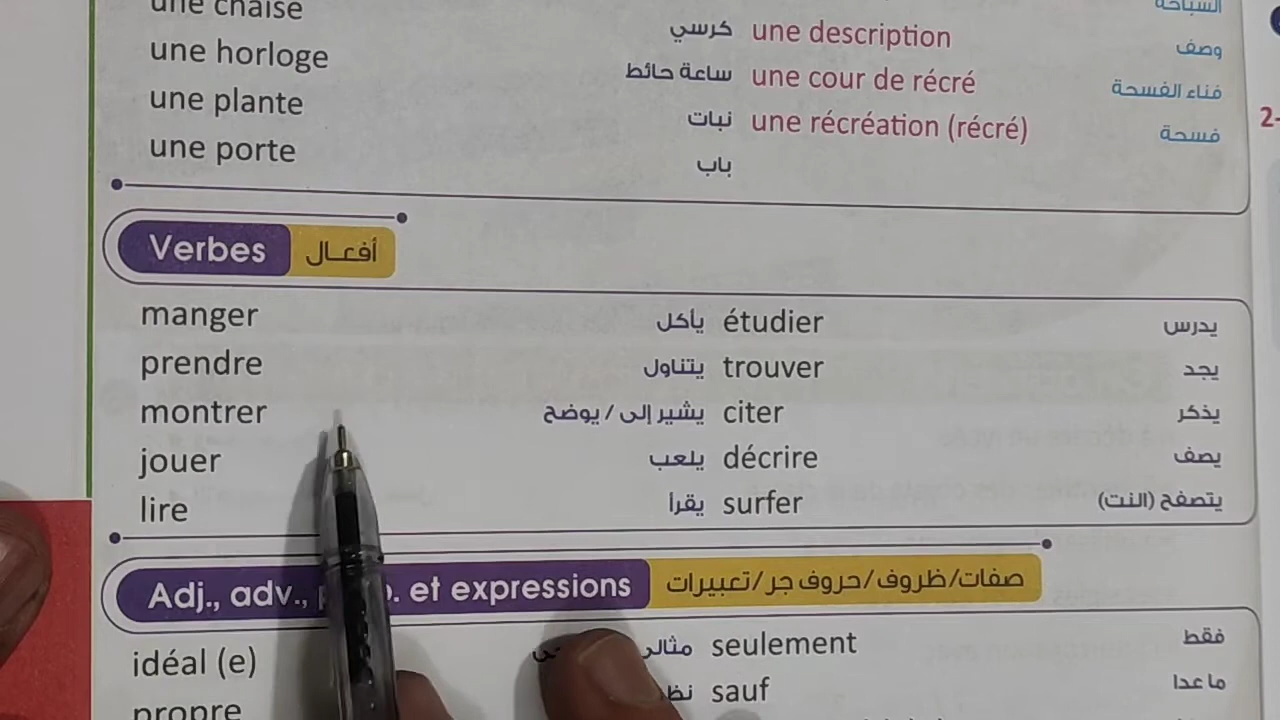 une chaise كرسي
une horloge ساعة حائط
une plante نبات
une porte باب
السباحة
une description وصف
une cour de récré فناء الفسحة
une récréation (récré) فسحة
2-
Verbes أفعال
manger يأكل étudier يدرس
prendre يتناول trouver يجد
montrer يشير إلى / يوضح citer يذكر
jouer يلعب décrire يصف
lire يقرأ surfer يتصفح (النت)
Adj., adv., et expressions صفات/ظروف/حروف جر/تعبيرات
idéal (e) مثالي seulement فقط
propre sauf ما عدا